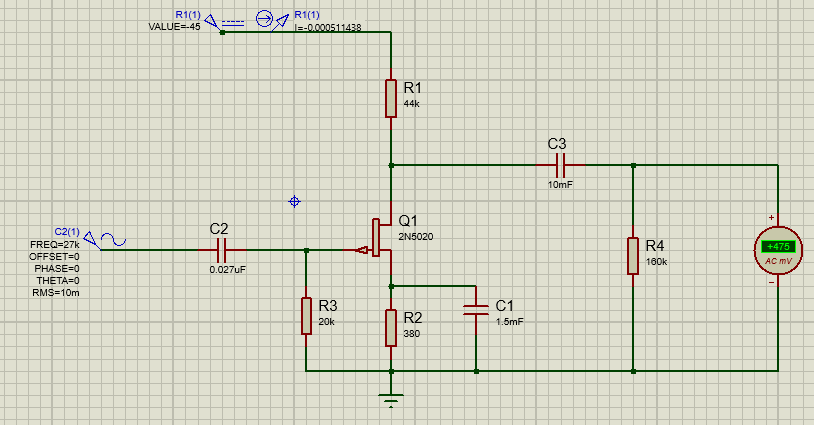 R1(1)
VALUE=-45
R1(1)
I=-0.000511438
R1
44k
C3
10mF
Q1
2N5020
C2(1)
FREQ=27k
OFFSET=0
PHASE=0
THETA=0
RMS=10m
C2
0.027uF
R4
160k
+
+475
AC mV
−
R3
20k
R2
380
C1
1.5mF